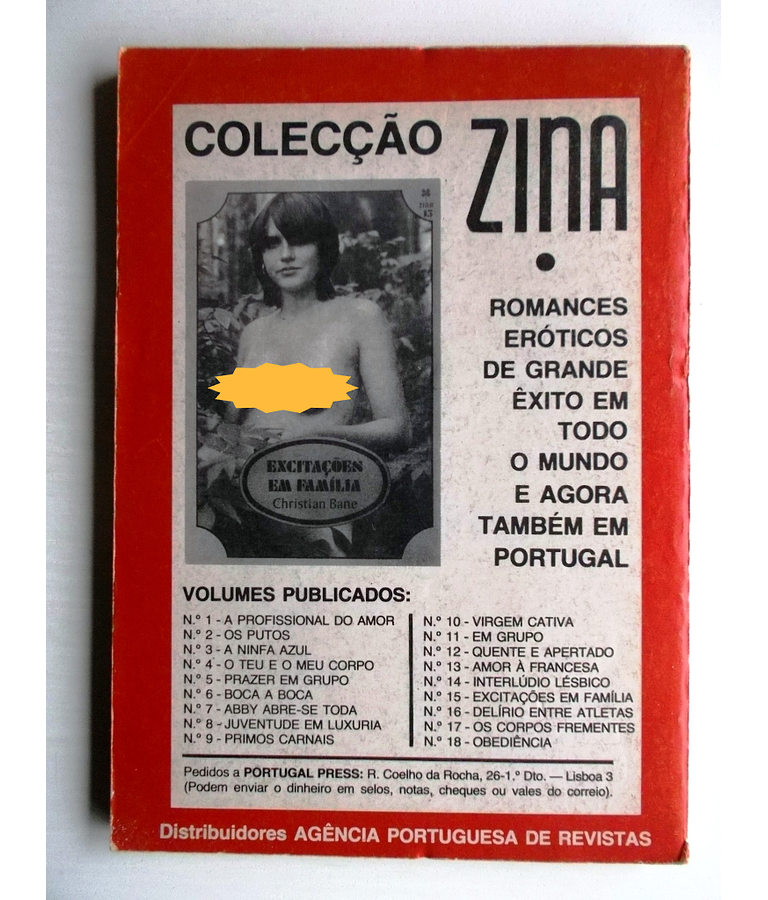 COLECÇÃO ZINA
EXCITAÇÕES
EM FAMÍLIA
Christian Bane
ROMANCES
ERÓTICOS
DE GRANDE
ÊXITO EM
TODO
O MUNDO
E AGORA
TAMBÉM EM
PORTUGAL
VOLUMES PUBLICADOS:
N.º 1 - A PROFISSIONAL DO AMOR
N.º 2 - OS PUTOS
N.º 3 - A NINFA AZUL
N.º 4 - O TEU E O MEU CORPO
N.º 5 - PRAZER EM GRUPO
N.º 6 - BOCA A BOCA
N.º 7 - ABBY ABRE-SE TODA
N.º 8 - JUVENTUDE EM LUXURIA
N.º 9 - PRIMOS CARNAIS
N.º 10 - VIRGEM CATIVA
N.º 11 - EM GRUPO
N.º 12 - QUENTE E APERTADO
N.º 13 - AMOR À FRANCESA
N.º 14 - INTERLÚDIO LÉSBICO
N.º 15 - EXCITAÇÕES EM FAMÍLIA
N.º 16 - DELÍRIO ENTRE ATLETAS
N.º 17 - OS CORPOS FREMENTES
N.º 18 - OBEDIÊNCIA
Pedidos a PORTUGAL PRESS: R. Coelho da Rocha, 26-1.º Dto. — Lisboa 3
(Podem enviar o dinheiro em selos, notas, cheques ou vales do correio).
Distribuidores AGÊNCIA PORTUGUESA DE REVISTAS